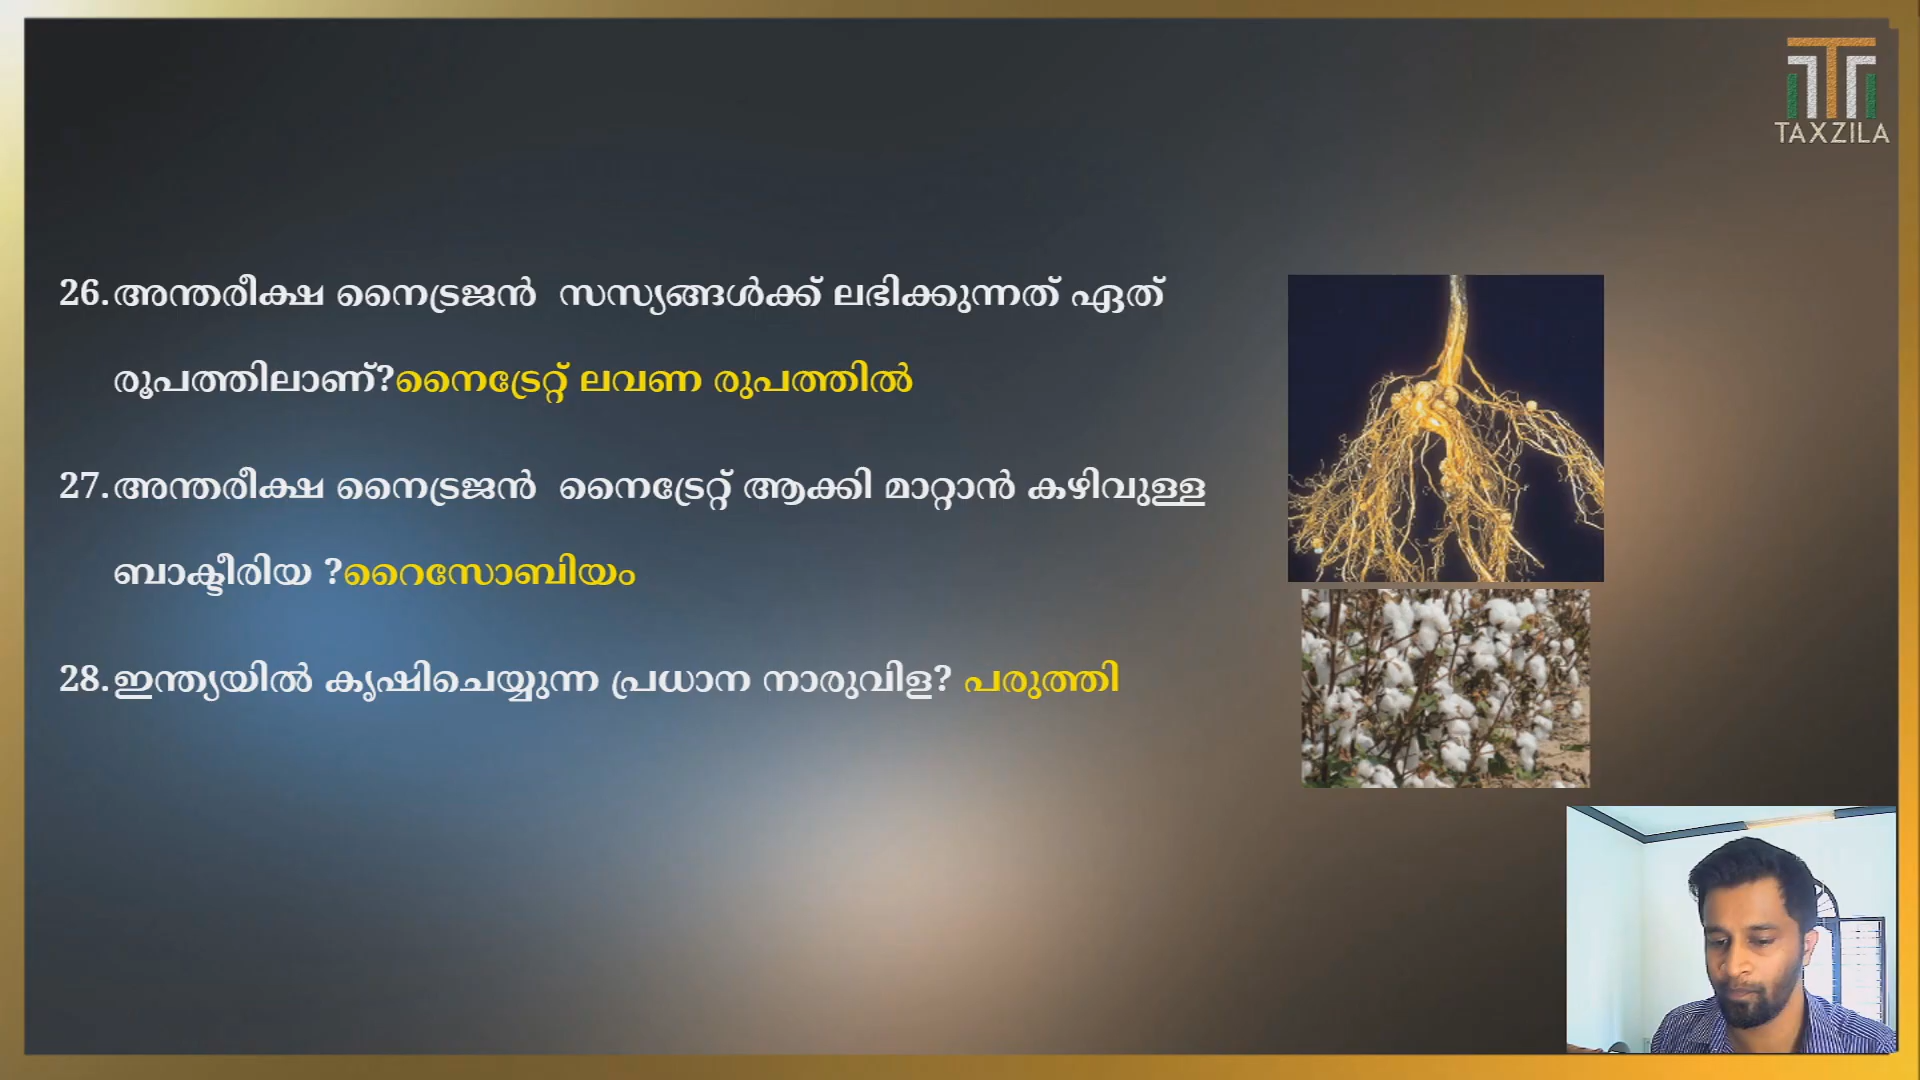 TAXZILA
26. അന്തരീക്ഷ നൈട്രജൻ സസ്യങ്ങൾക്ക് ലഭിക്കുന്നത് ഏത്
രൂപത്തിലാണ്?നൈട്രേറ്റ് ലവണ രുപത്തിൽ
27. അന്തരീക്ഷ നൈട്രജൻ നൈട്രേറ്റ് ആക്കി മാറ്റാൻ കഴിവുള്ള
ബാക്ടീരിയ ?റൈസോബിയം
28. ഇന്ത്യയിൽ കൃഷിചെയ്യുന്ന പ്രധാന നാരുവിള? പരുത്തി